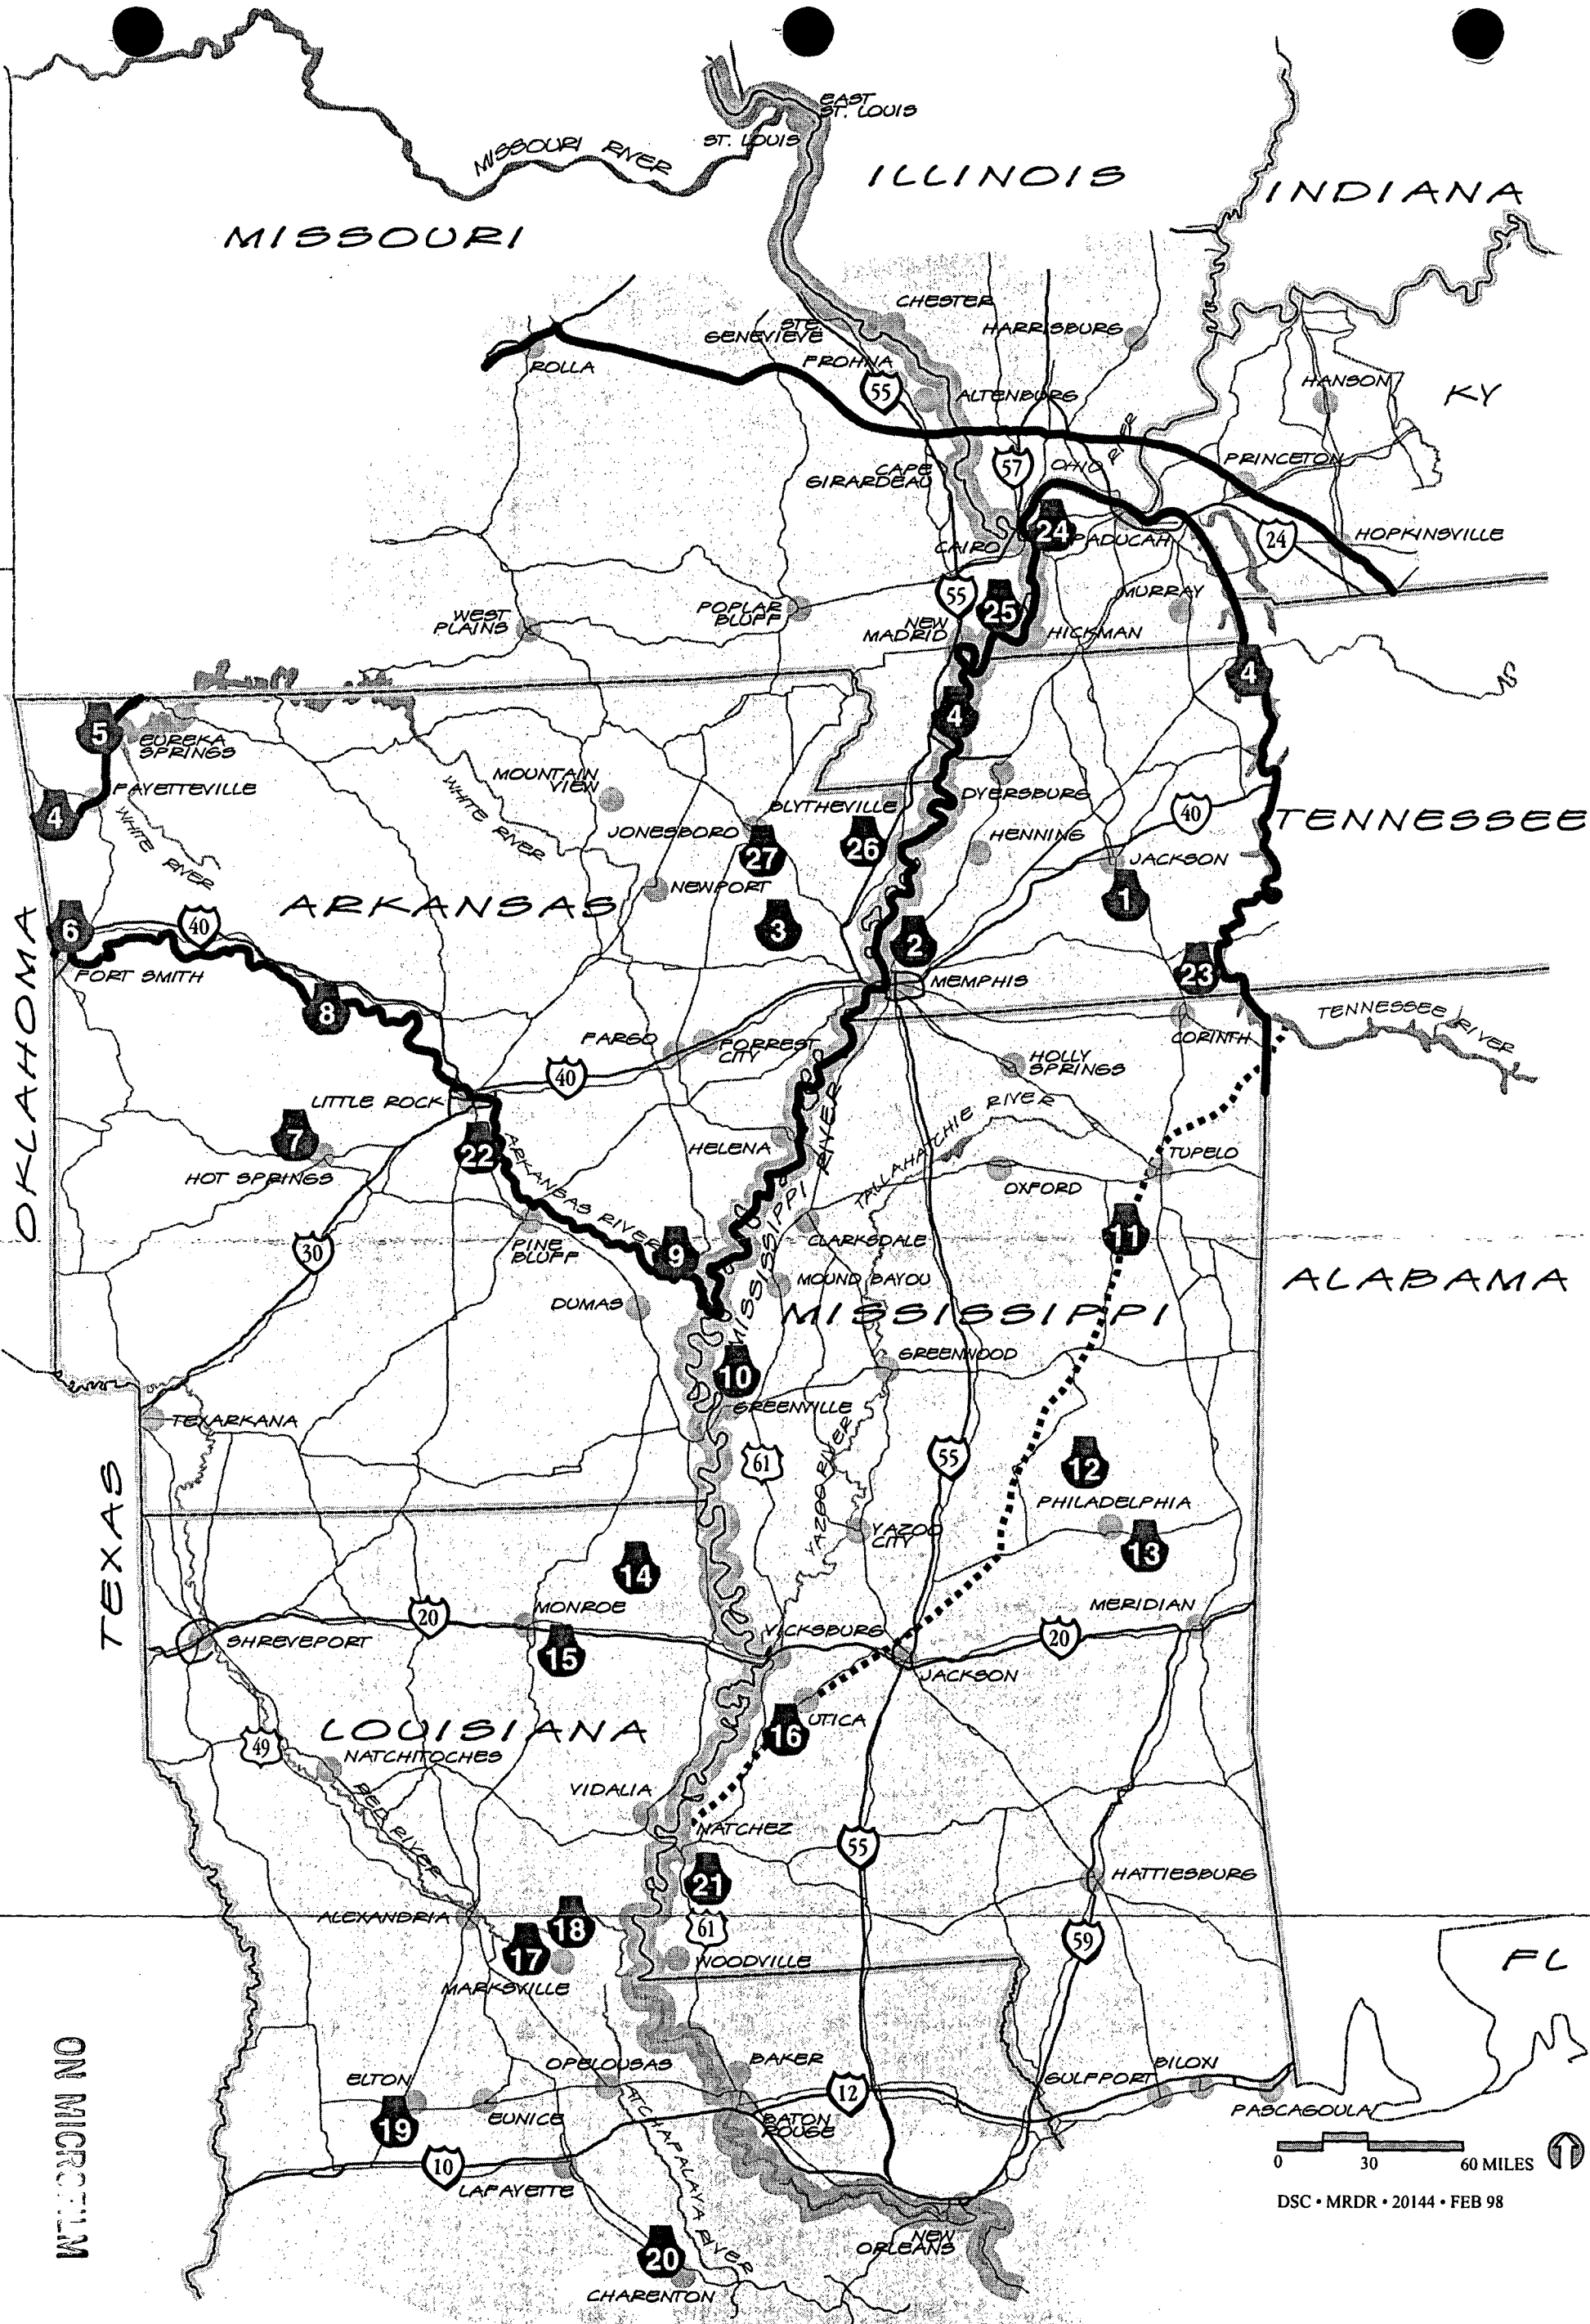 EAST
ST. LOUIS
ST. LOUIS
MISSOURI RIVER
ILLINOIS
INDIANA
MISSOURI
CHESTER
STE.
GENEVIEVE
HARRISBURG
FROHNA
ROLLA
55
ALTENBURG
HANSON
KY
CAPE
GIRARDEAU
57
OHIO RIVER
PRINCETON
24
CAIRO
PADUCAH
24
HOPKINSVILLE
55
25
MURRAY
WEST
PLAINS
POPLAR
BLUFF
NEW
MADRID
HICKMAN
4
4
5
EUREKA
SPRINGS
MOUNTAIN
VIEW
WHITE RIVER
FAYETTEVILLE
4
WHITE RIVER
BLYTHEVILLE
DYERSBURG
40
TENNESSEE
JONESBORO
27
26
HENNING
JACKSON
NEWPORT
1
ARKANSAS
3
2
OKLAHOMA
6
40
FORT SMITH
23
MEMPHIS
8
TENNESSEE RIVER
CORINTH
FARGO
FORREST
CITY
HOLLY
SPRINGS
40
LITTLE ROCK
7
22
HOT SPRINGS
ARKANSAS RIVER
HELENA
MISSISSIPPI RIVER
TALLAHATCHIE RIVER
TUPELO
OXFORD
30
PINE
BLUFF
9
CLARKSDALE
11
MOUND BAYOU
ALABAMA
DUMAS
MISSISSIPPI
10
GREENWOOD
GREENVILLE
TEXARKANA
61
YAZOO RIVER
55
12
PHILADELPHIA
TEXAS
YAZOO
CITY
13
14
MONROE
20
MERIDIAN
SHREVEPORT
15
VICKSBURG
20
JACKSON
LOUISIANA
16
UTICA
49
NATCHITOCHES
RED RIVER
VIDALIA
NATCHEZ
55
21
HATTIESBURG
ALEXANDRIA
18
61
17
59
WOODVILLE
MARKSVILLE
FL
OPELOUSAS
BAKER
ELTON
12
BILOXI
GULFPORT
19
EUNICE
BATON
ROUGE
PASCAGOULA
ATCHAFALAYA RIVER
10
LAFAYETTE
0 30 60 MILES
DSC • MRDR • 20144 • FEB 98
NEW
ORLEANS
20
CHARENTON
ON MICROFILM